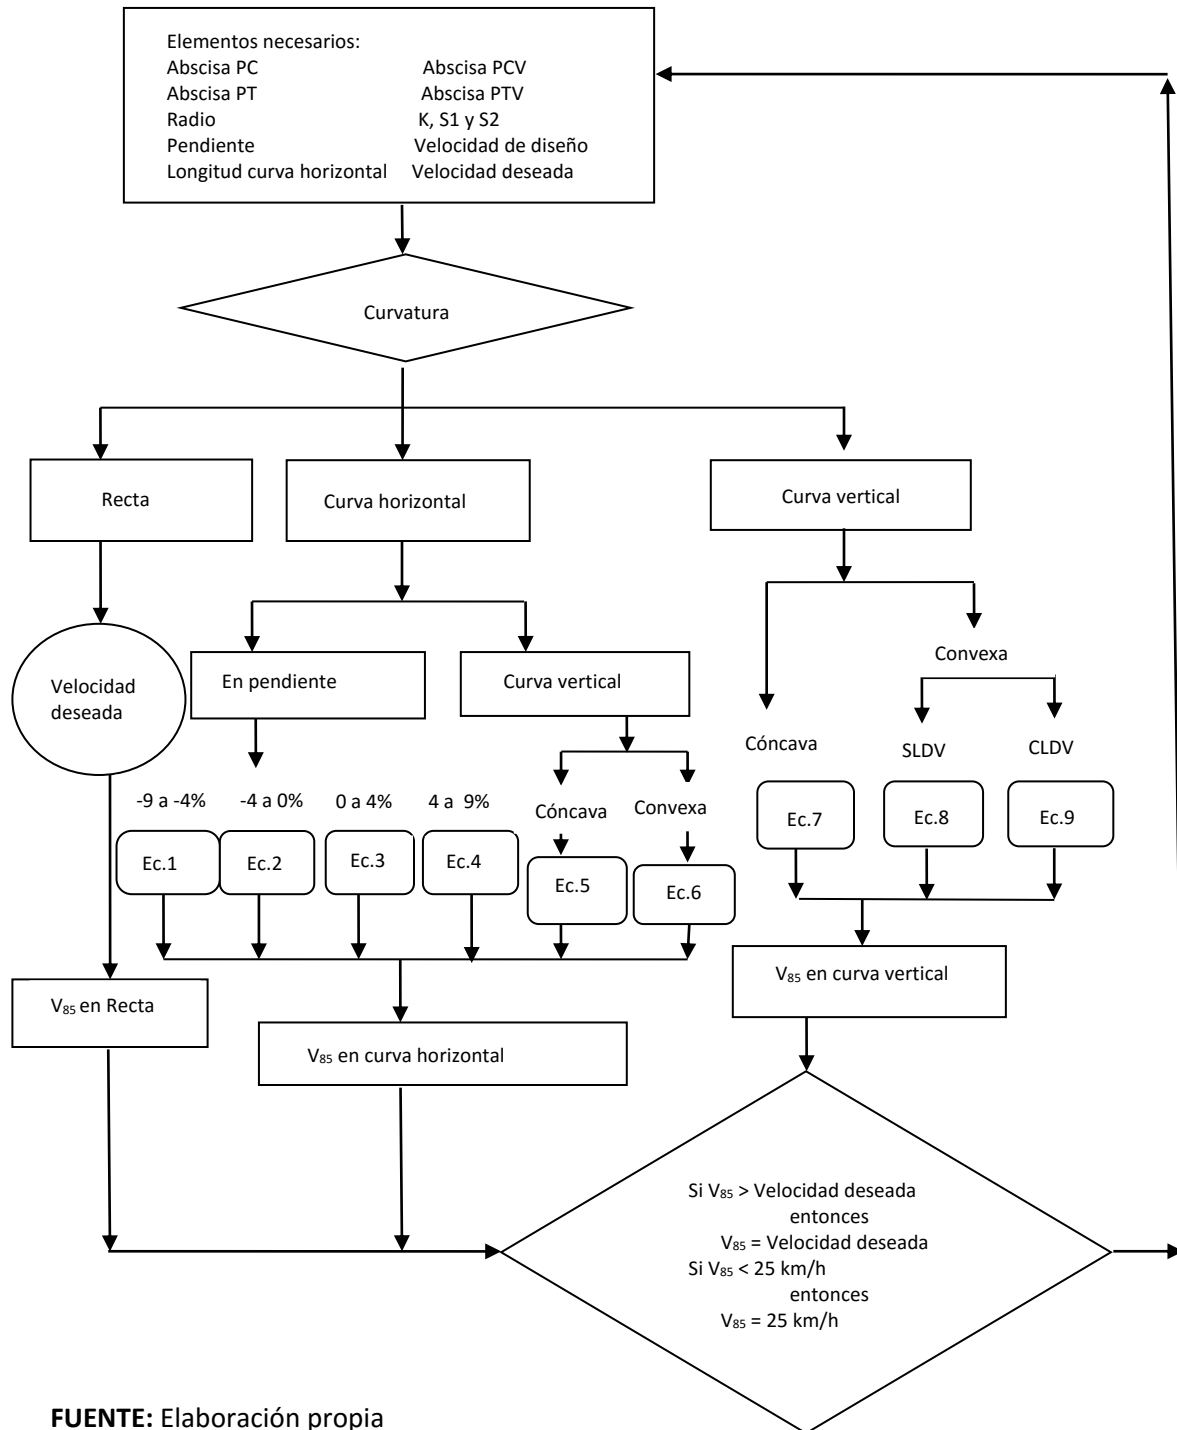 Elementos necesarios:
Abscisa PC Abscisa PCV
Abscisa PT Abscisa PTV
Radio K, S1 y S2
Pendiente Velocidad de diseño
Longitud curva horizontal Velocidad deseada
Curvatura
Recta
Curva horizontal
Curva vertical
Velocidad
deseada
En pendiente
Curva vertical
Convexa
Cóncava
SLDV
CLDV
-9 a -4%
-4 a 0%
0 a 4%
4 a 9%
Cóncava
Convexa
Ec.1
Ec.2
Ec.3
Ec.4
Ec.5
Ec.6
Ec.7
Ec.8
Ec.9
V₈₅ en Recta
V₈₅ en curva horizontal
V₈₅ en curva vertical
Si V₈₅ > Velocidad deseada
entonces
V₈₅ = Velocidad deseada
Si V₈₅ < 25 km/h
entonces
V₈₅ = 25 km/h
FUENTE: Elaboración propia